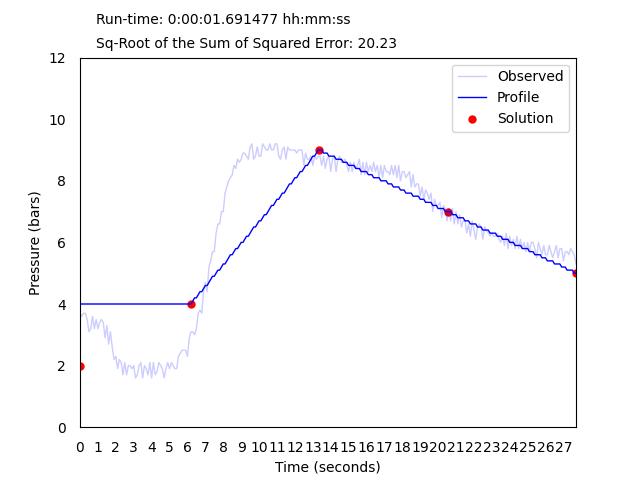 Run-time: 0:00:01.691477 hh:mm:ss
Sq-Root of the Sum of Squared Error: 20.23
12
10
8
6
4
2
0
Pressure (bars)
Observed
Profile
Solution
0 1 2 3 4 5 6 7 8 9 10 11 12 13 14 15 16 17 18 19 20 21 22 23 24 25 26 27
Time (seconds)